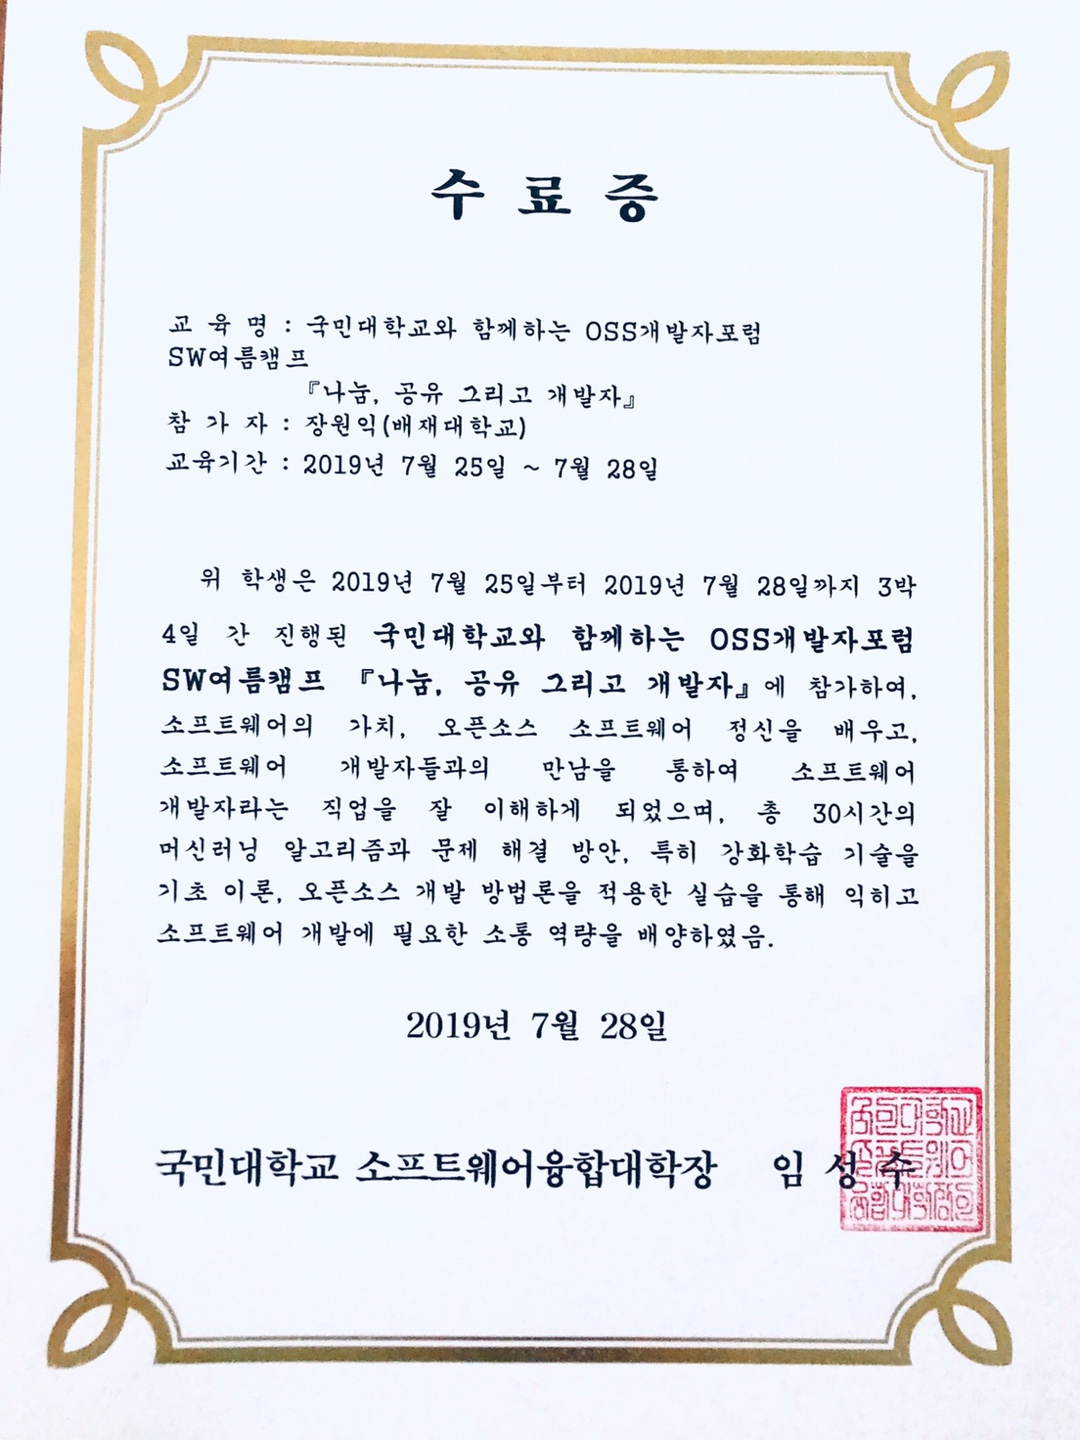 수 료 증
교 육 명 : 국민대학교와 함께하는 OSS개발자포럼
SW여름캠프
『나눔, 공유 그리고 개발자』
참 가 자 : 장원익(배재대학교)
교육기간 : 2019년 7월 25일 ~ 7월 28일
위 학생은 2019년 7월 25일부터 2019년 7월 28일까지 3박
4일 간 진행된 국민대학교와 함께하는 OSS개발자포럼
SW여름캠프 『나눔, 공유 그리고 개발자』에 참가하여,
소프트웨어의 가치, 오픈소스 소프트웨어 정신을 배우고,
소프트웨어 개발자들과의 만남을 통하여 소프트웨어
개발자라는 직업을 잘 이해하게 되었으며, 총 30시간의
머신러닝 알고리즘과 문제 해결 방안, 특히 강화학습 기술을
기초 이론, 오픈소스 개발 방법론을 적용한 실습을 통해 익히고
소프트웨어 개발에 필요한 소통 역량을 배양하였음.
2019년 7월 28일
국민대학교 소프트웨어융합대학장 임 성 수
국민대학교
소프트웨어
융합대학장의